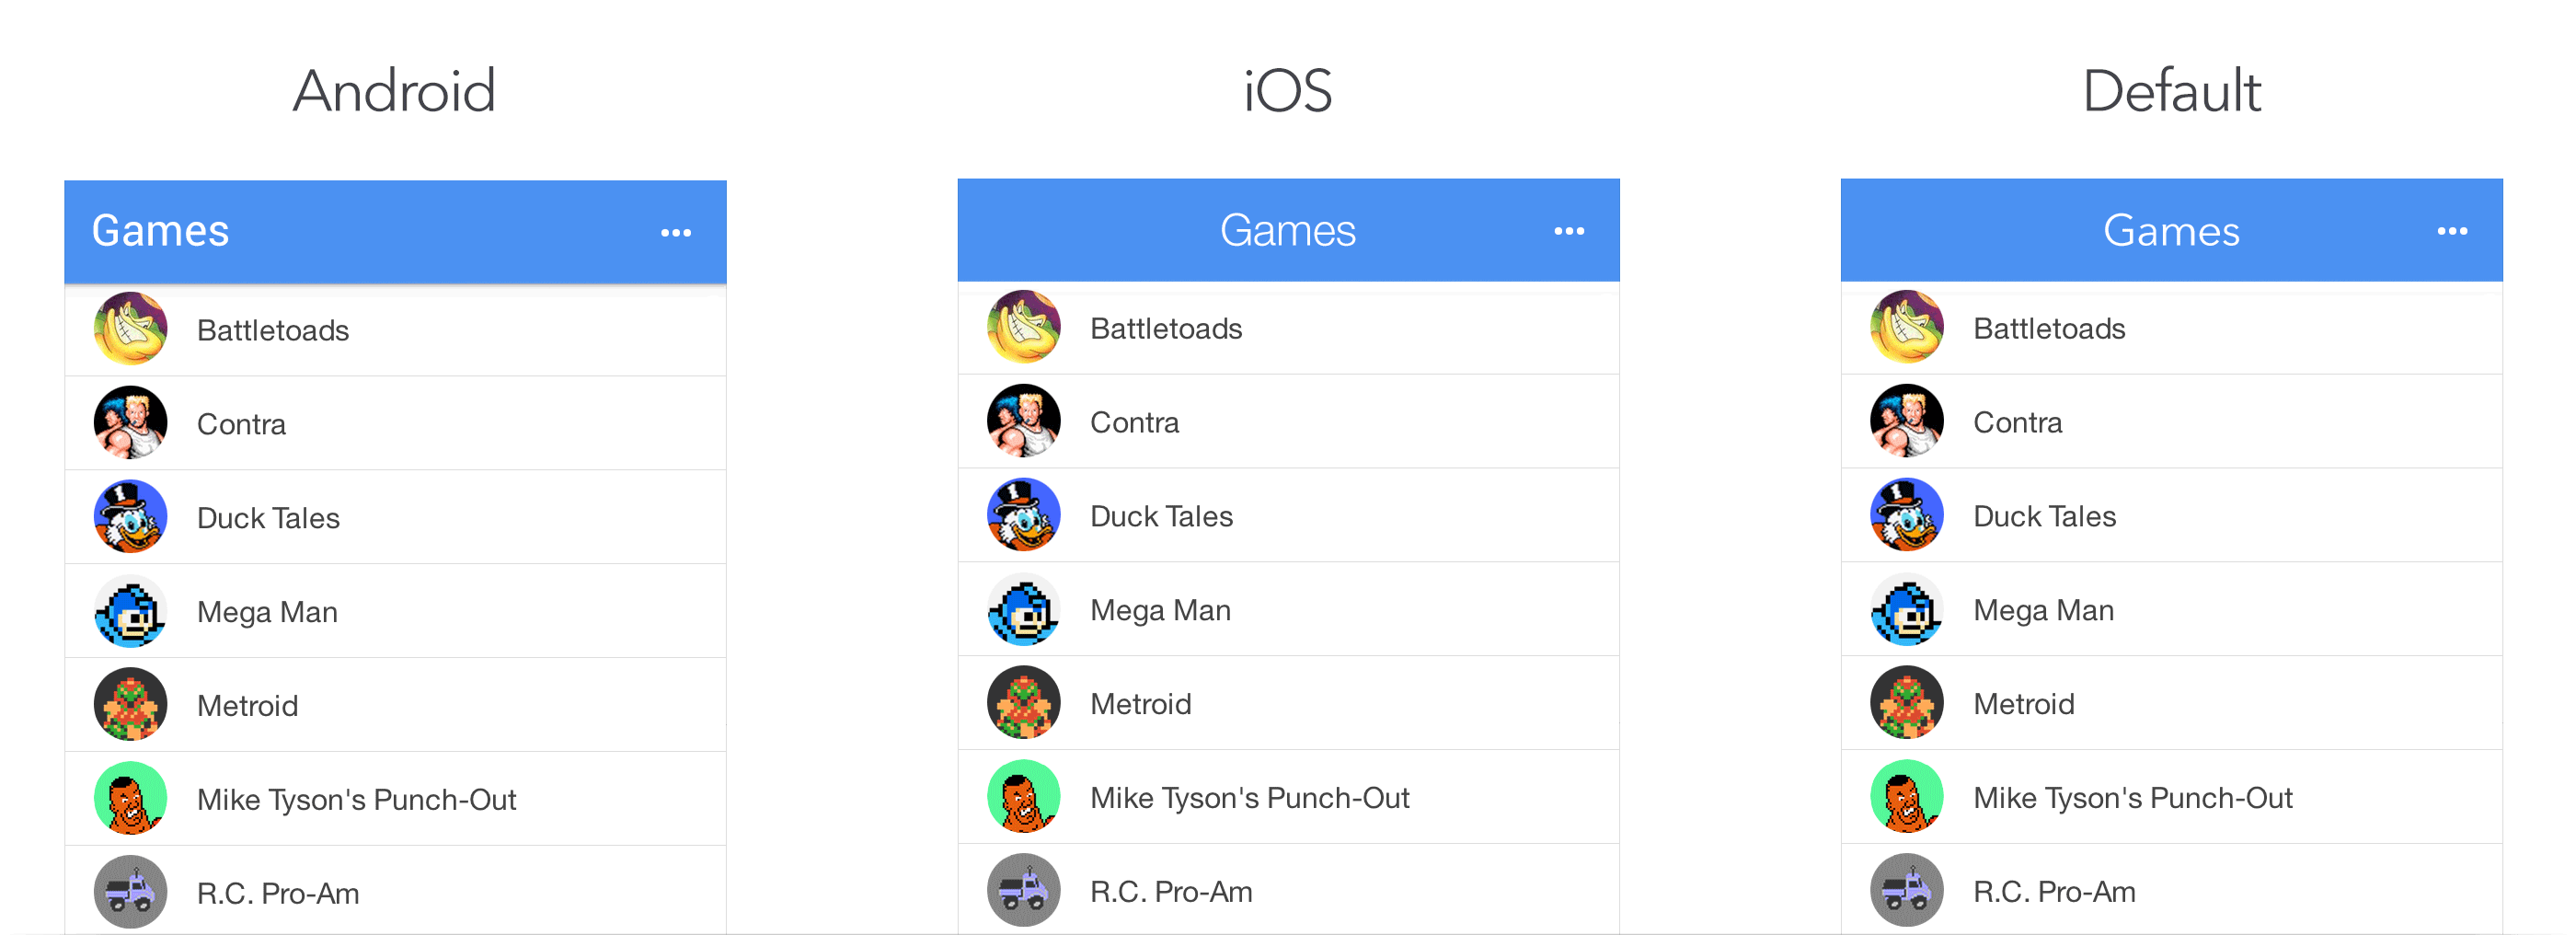 Android
Games
Battletoads
Contra
Duck Tales
Mega Man
Metroid
Mike Tyson's Punch-Out
R.C. Pro-Am
iOS
Games
Battletoads
Contra
Duck Tales
Mega Man
Metroid
Mike Tyson's Punch-Out
R.C. Pro-Am
Default
Games
Battletoads
Contra
Duck Tales
Mega Man
Metroid
Mike Tyson's Punch-Out
R.C. Pro-Am